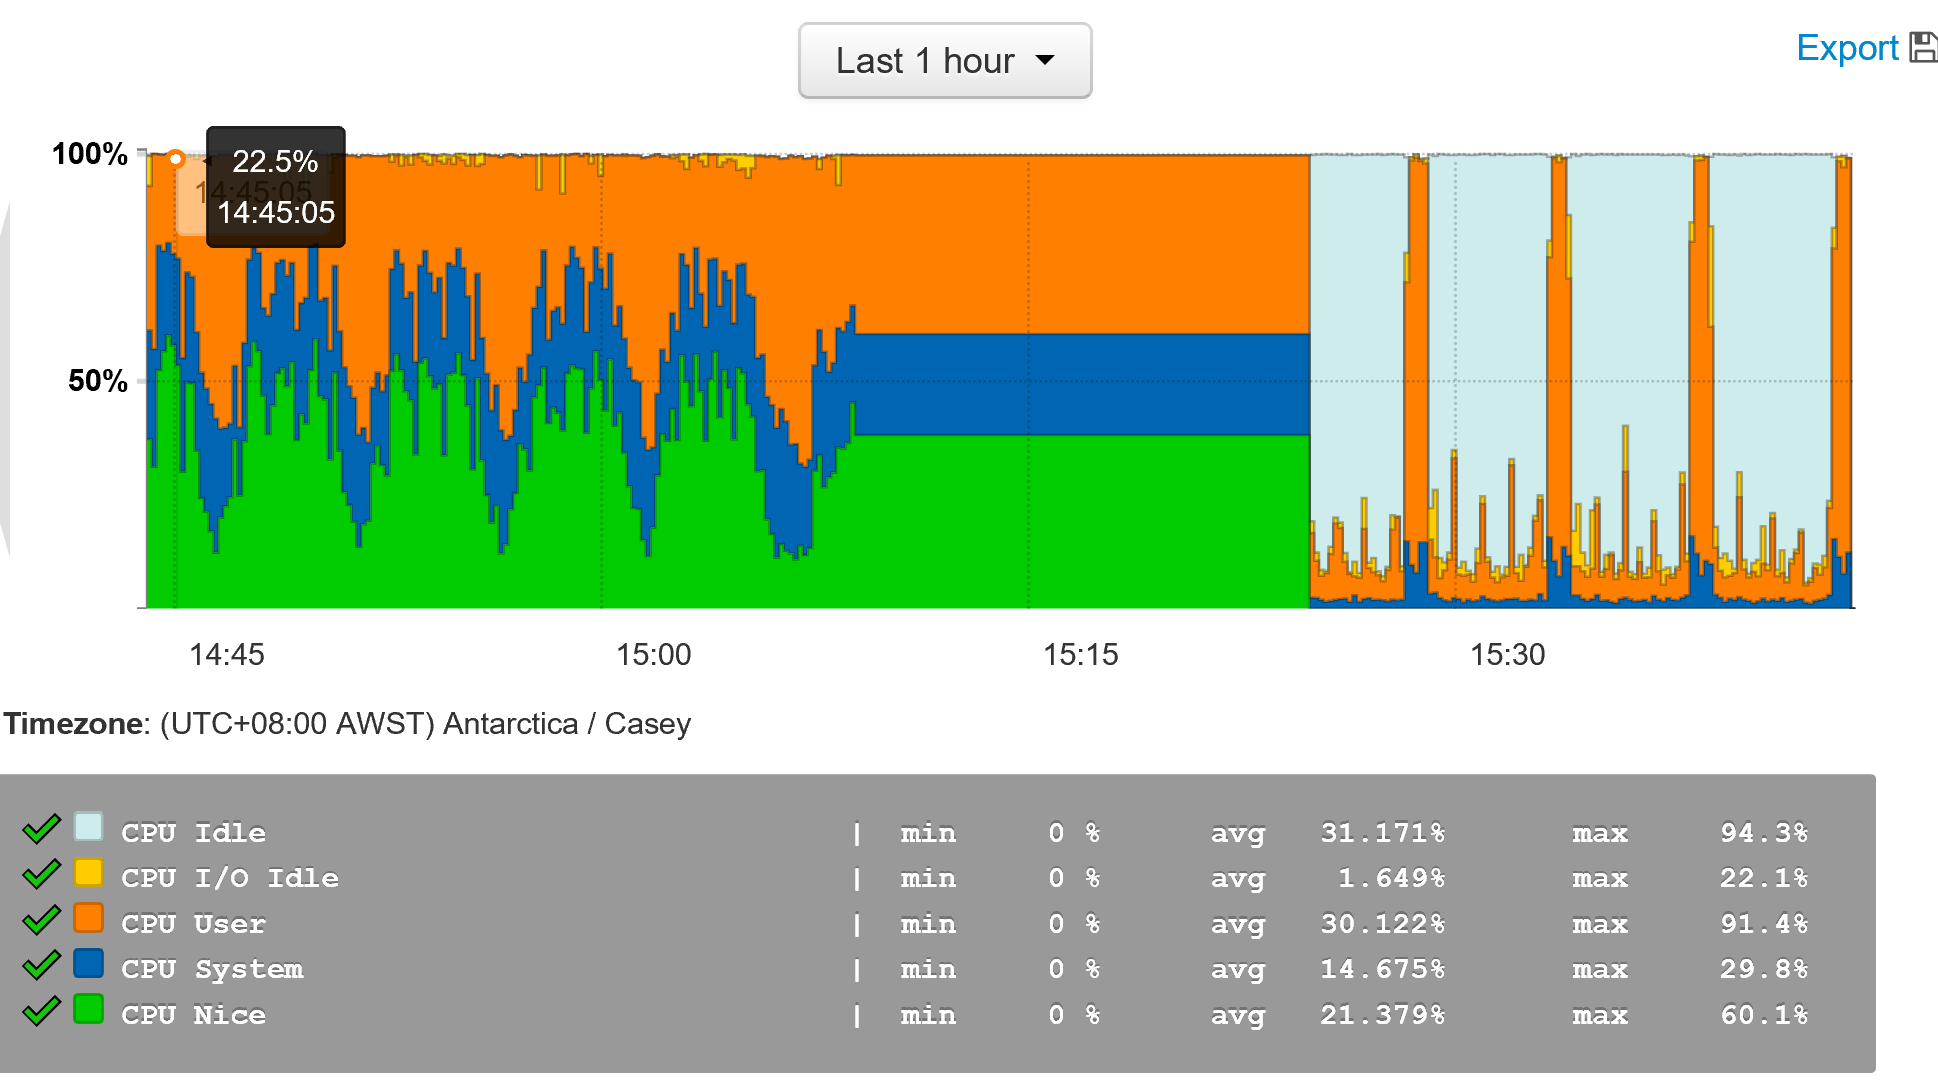 Last 1 hour
Export
100%
22.5%
14:45:05
14:45:05
50%
14:45 15:00 15:15 15:30
Timezone: (UTC+08:00 AWST) Antarctica / Casey
CPU Idle | min 0 % avg 31.171% max 94.3%
CPU I/O Idle | min 0 % avg 1.649% max 22.1%
CPU User | min 0 % avg 30.122% max 91.4%
CPU System | min 0 % avg 14.675% max 29.8%
CPU Nice | min 0 % avg 21.379% max 60.1%